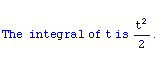 The integral of t is t²/2.